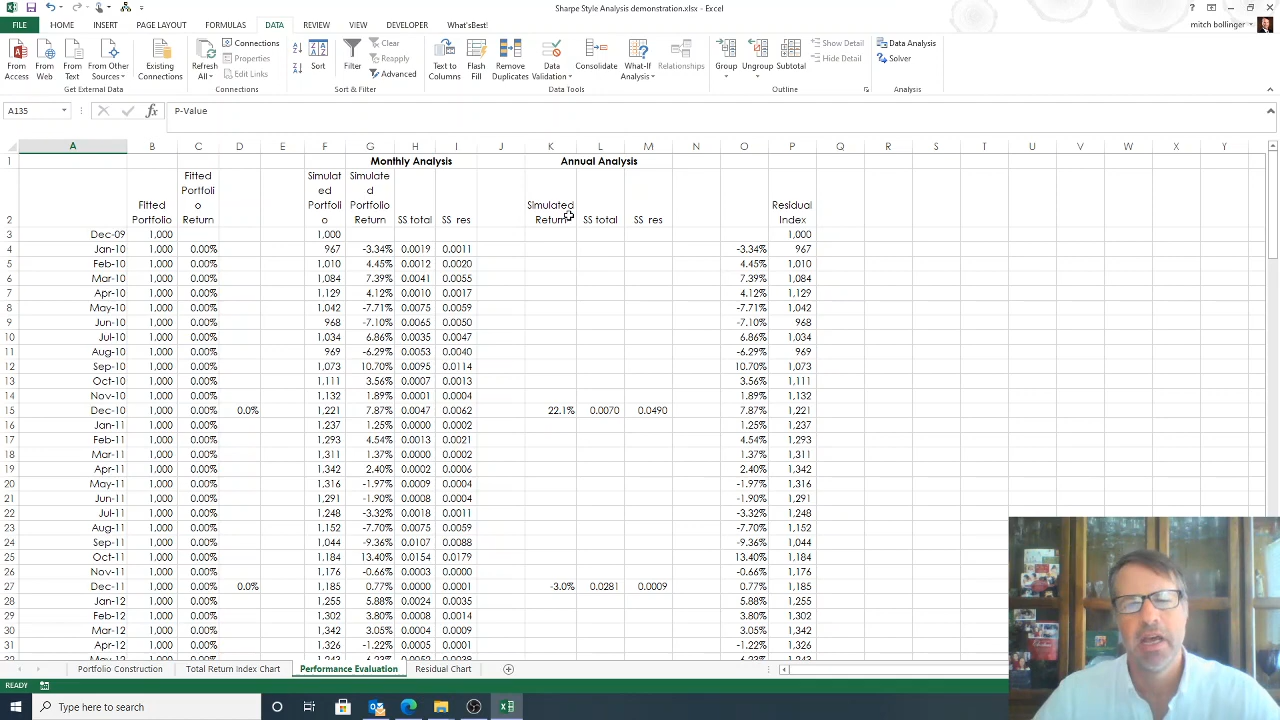 Sharpe Style Analysis demonstration.xlsx - Excel
FILE HOME INSERT PAGE LAYOUT FORMULAS DATA REVIEW VIEW DEVELOPER What'sBest! mitch bollinger
From Access From Web From Text From Other Sources Existing Connections Refresh All Connections Properties Edit Links Sort Filter Clear Reapply Advanced Text to Columns Flash Fill Remove Duplicates Data Validation Consolidate What-If Analysis Relationships Group Ungroup Subtotal Show Detail Hide Detail Data Analysis Solver
Get External Data Connections Sort & Filter Data Tools Outline Analysis
A135 fx P-Value
A B C D E F G H I J K L M N O P Q R S T U V W X Y
1 Monthly Analysis Annual Analysis
2 Fitted Portfolio Fitted Portfolio Return Simulated Portfolio Simulated Portfolio Return SS total SS res Simulated Return SS total SS res Residual Index
3 Dec-09 1,000 1,000 1,000
4 Jan-10 1,000 0.00% 967 -3.34% 0.0019 0.0011 -3.34% 967
5 Feb-10 1,000 0.00% 1,010 4.45% 0.0012 0.0020 4.45% 1,010
6 Mar-10 1,000 0.00% 1,084 7.39% 0.0041 0.0055 7.39% 1,084
7 Apr-10 1,000 0.00% 1,129 4.12% 0.0010 0.0017 4.12% 1,129
8 May-10 1,000 0.00% 1,042 -7.71% 0.0075 0.0059 -7.71% 1,042
9 Jun-10 1,000 0.00% 968 -7.10% 0.0065 0.0050 -7.10% 968
10 Jul-10 1,000 0.00% 1,034 6.86% 0.0035 0.0047 6.86% 1,034
11 Aug-10 1,000 0.00% 969 -6.29% 0.0053 0.0040 -6.29% 969
12 Sep-10 1,000 0.00% 1,073 10.70% 0.0095 0.0114 10.70% 1,073
13 Oct-10 1,000 0.00% 1,111 3.56% 0.0007 0.0013 3.56% 1,111
14 Nov-10 1,000 0.00% 1,132 1.89% 0.0001 0.0004 1.89% 1,132
15 Dec-10 1,000 0.00% 0.0% 1,221 7.87% 0.0047 0.0062 22.1% 0.0070 0.0490 7.87% 1,221
16 Jan-11 1,000 0.00% 1,237 1.25% 0.0000 0.0002 1.25% 1,237
17 Feb-11 1,000 0.00% 1,293 4.54% 0.0013 0.0021 4.54% 1,293
18 Mar-11 1,000 0.00% 1,311 1.37% 0.0000 0.0002 1.37% 1,311
19 Apr-11 1,000 0.00% 1,342 2.40% 0.0002 0.0006 2.40% 1,342
20 May-11 1,000 0.00% 1,316 -1.97% 0.0009 0.0004 -1.97% 1,316
21 Jun-11 1,000 0.00% 1,291 -1.90% 0.0008 0.0004 -1.90% 1,291
22 Jul-11 1,000 0.00% 1,248 -3.32% 0.0018 0.0011 -3.32% 1,248
23 Aug-11 1,000 0.00% 1,152 -7.70% 0.0075 0.0059 -7.70% 1,152
24 Sep-11 1,000 0.00% 1,044 -9.36% 0.0107 0.0088 -9.36% 1,044
25 Oct-11 1,000 0.00% 1,184 13.40% 0.0154 0.0179 13.40% 1,184
26 Nov-11 1,000 0.00% 1,176 -0.66% 0.0003 0.0000 -0.66% 1,176
27 Dec-11 1,000 0.00% 0.0% 1,185 0.77% 0.0000 0.0001 -3.0% 0.0281 0.0009 0.77% 1,185
28 Jan-12 1,000 0.00% 1,255 5.88% 0.0024 0.0035 5.88% 1,255
29 Feb-12 1,000 0.00% 1,302 3.80% 0.0008 0.0014 3.80% 1,302
30 Mar-12 1,000 0.00% 1,342 3.05% 0.0004 0.0009 3.05% 1,342
31 Apr-12 1,000 0.00% 1,326 -1.22% 0.0005 0.0001 -1.22% 1,326
Portfolio Construction Total Return Index Chart Performance Evaluation Residual Chart
READY
Type here to search